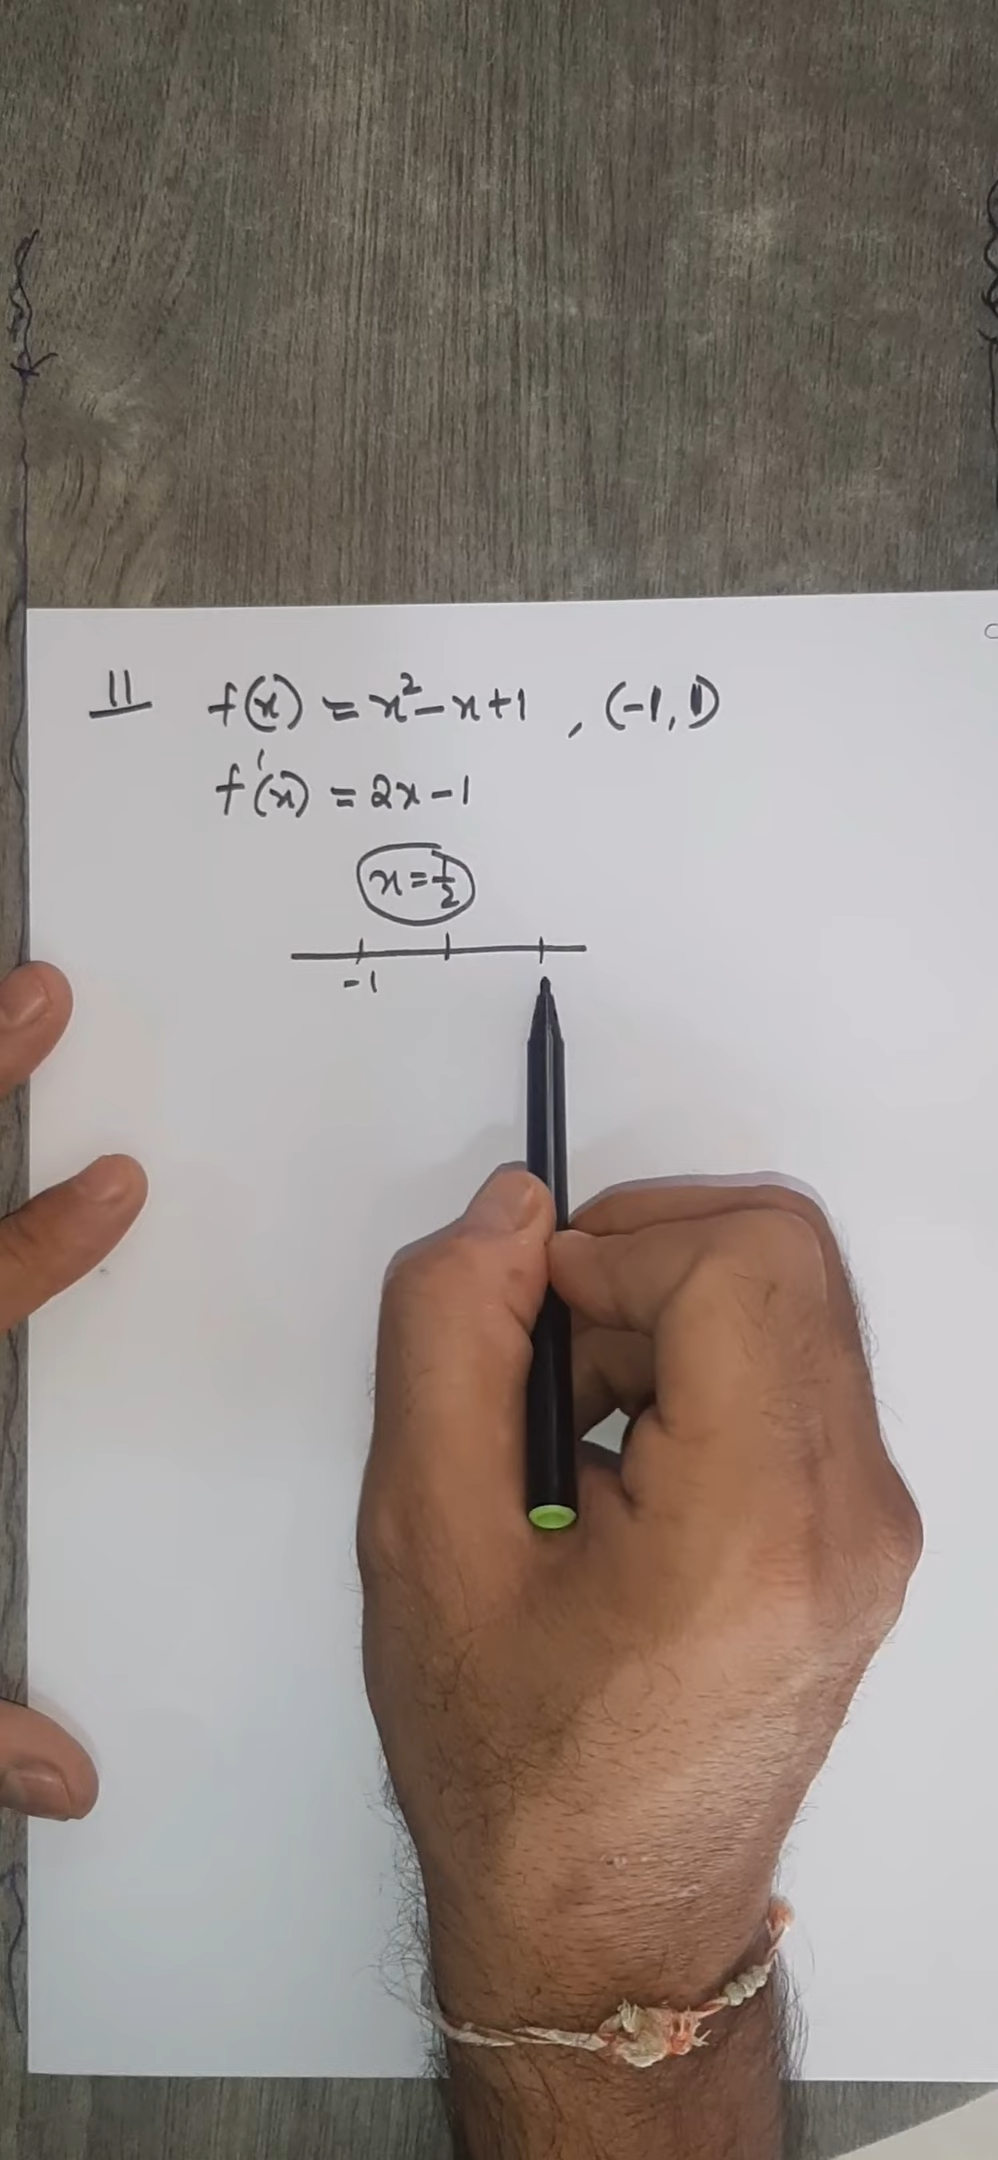 11 f(x) = x² - x + 1 , (-1, 1)
f'(x) = 2x - 1
x = 1/2
-1